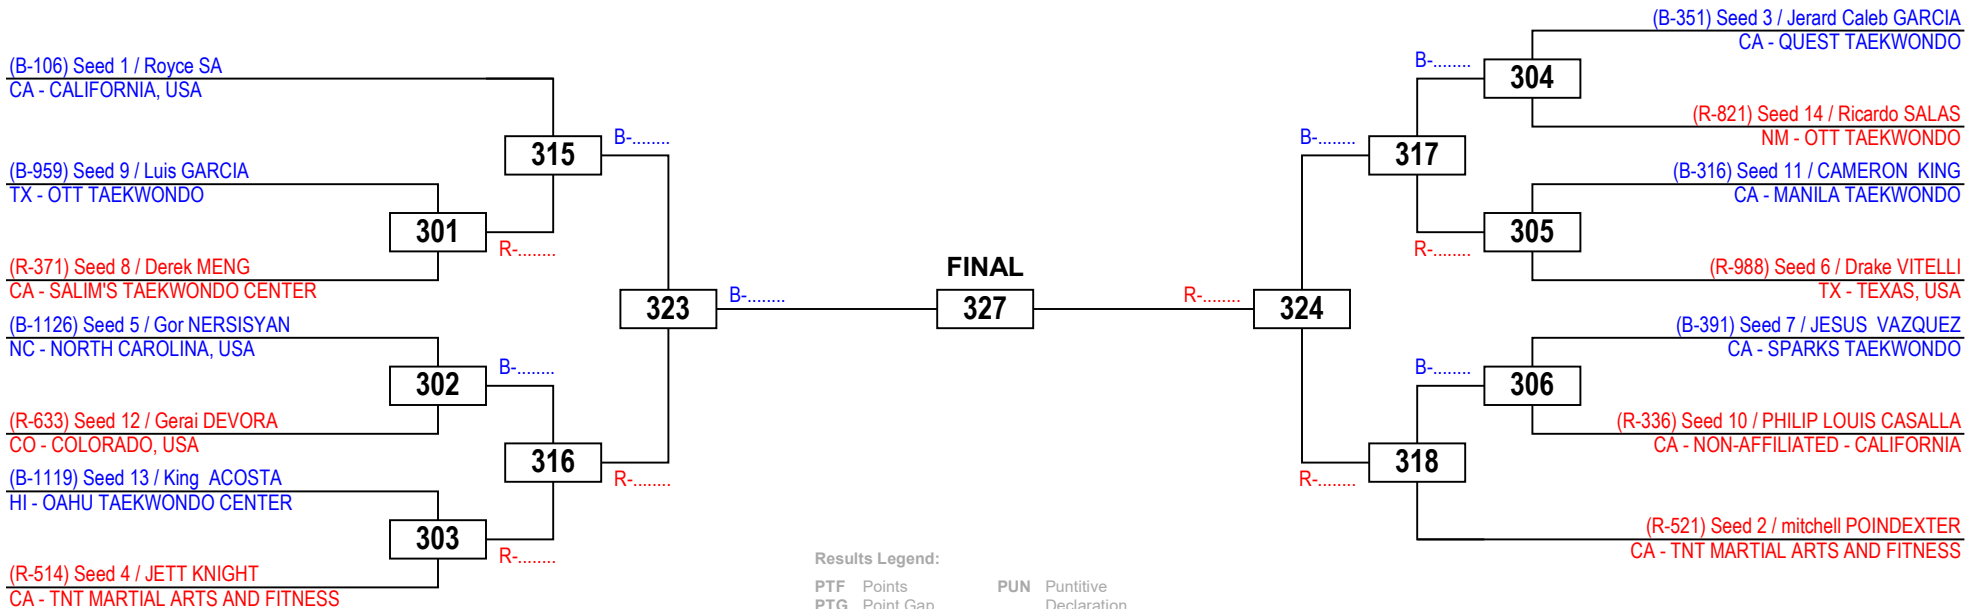 (B-106) Seed 1 / Royce SA
CA - CALIFORNIA, USA
(B-959) Seed 9 / Luis GARCIA
TX - OTT TAEKWONDO
(R-371) Seed 8 / Derek MENG
CA - SALIM'S TAEKWONDO CENTER
(B-1126) Seed 5 / Gor NERSISYAN
NC - NORTH CAROLINA, USA
(R-633) Seed 12 / Gerai DEVORA
CO - COLORADO, USA
(B-1119) Seed 13 / King  ACOSTA
HI - OAHU TAEKWONDO CENTER
(R-514) Seed 4 / JETT KNIGHT
CA - TNT MARTIAL ARTS AND FITNESS
301
R-........
302
B-........
303
R-........
315
B-........
316
R-........
323
B-........
FINAL
327
R-........
324
B-........
317
R-........
318
B-........
304
R-........
305
B-........
306
(B-351) Seed 3 / Jerard Caleb GARCIA
CA - QUEST TAEKWONDO
(R-821) Seed 14 / Ricardo SALAS
NM - OTT TAEKWONDO
(B-316) Seed 11 / CAMERON  KING
CA - MANILA TAEKWONDO
(R-988) Seed 6 / Drake VITELLI
TX - TEXAS, USA
(B-391) Seed 7 / JESUS  VAZQUEZ
CA - SPARKS TAEKWONDO
(R-336) Seed 10 / PHILIP LOUIS CASALLA
CA - NON-AFFILIATED - CALIFORNIA
(R-521) Seed 2 / mitchell POINDEXTER
CA - TNT MARTIAL ARTS AND FITNESS
Results Legend:
PTF Points
PUN Puntitive
PTG Point Gap
Declaration